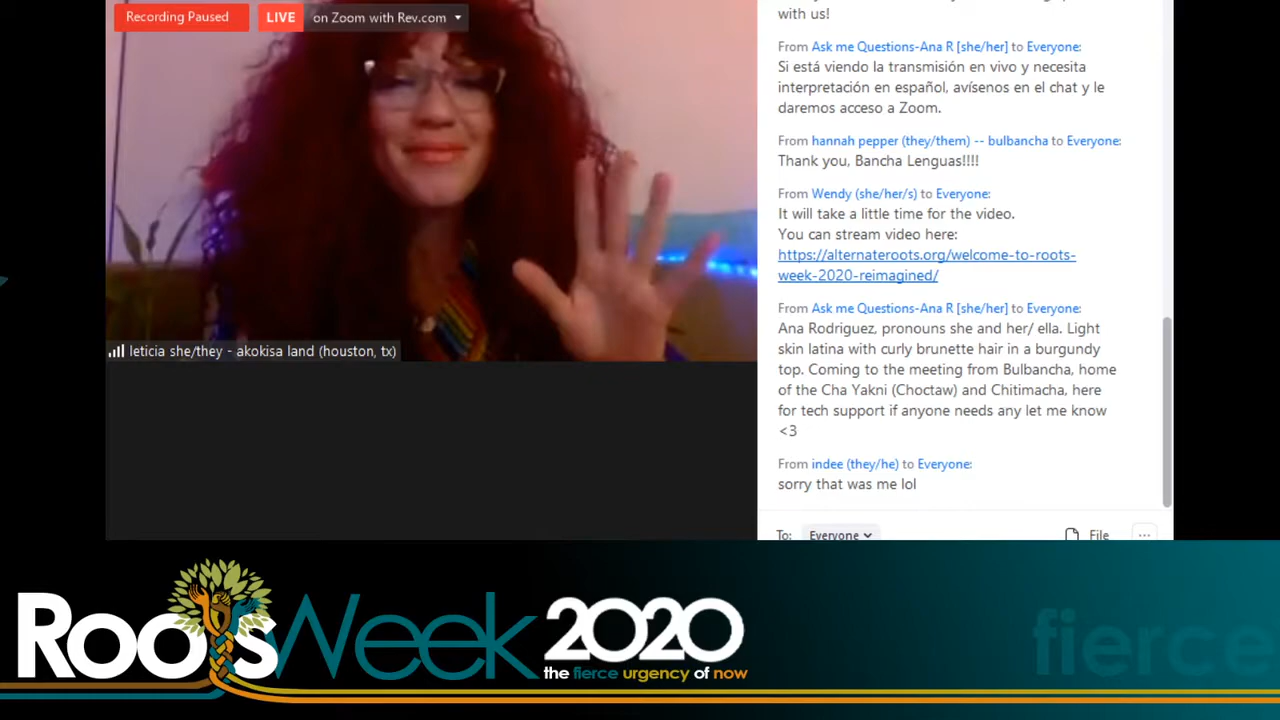 Recording Paused
LIVE on Zoom with Rev.com
leticia she/they - akokisa land (houston, tx)
with us!
From Ask me Questions-Ana R [she/her] to Everyone:
Si está viendo la transmisión en vivo y necesita
interpretación en español, avísenos en el chat y le
daremos acceso a Zoom.
From hannah pepper (they/them) -- bulbancha to Everyone:
Thank you, Bancha Lenguas!!!!
From Wendy (she/her/s) to Everyone:
It will take a little time for the video.
You can stream video here:
https://alternateroots.org/welcome-to-roots-
week-2020-reimagined/
From Ask me Questions-Ana R [she/her] to Everyone:
Ana Rodriguez, pronouns she and her/ ella. Light
skin latina with curly brunette hair in a burgundy
top. Coming to the meeting from Bulbancha, home
of the Cha Yakni (Choctaw) and Chitimacha, here
for tech support if anyone needs any let me know
<3
From indee (they/he) to Everyone:
sorry that was me lol
To: Everyone File ...
Roots Week 2020
the fierce urgency of now
fierce